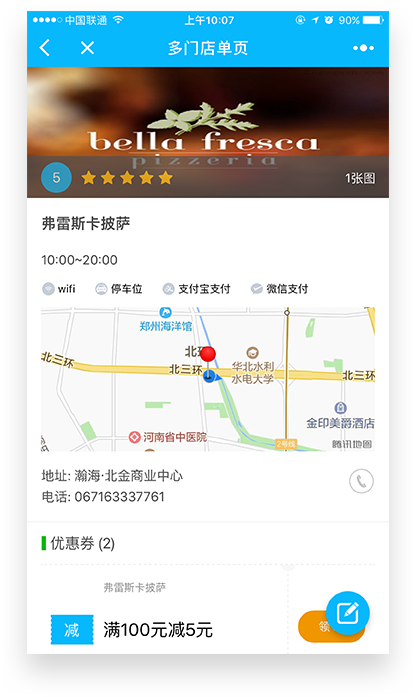 中国联通
上午10:07
90%
多门店单页
bella fresca
pizzeria
5
1张图
弗雷斯卡披萨
10:00~20:00
wifi 停车位 支付宝支付 微信支付
郑州海洋馆
北三环
北三环
北三环
北三环
华北水利
水电大学
河南省中医院
金印美爵酒店
2号线
腾讯地图
地址: 瀚海·北金商业中心
电话: 067163337761
优惠券 (2)
弗雷斯卡披萨
减
满100元减5元
领